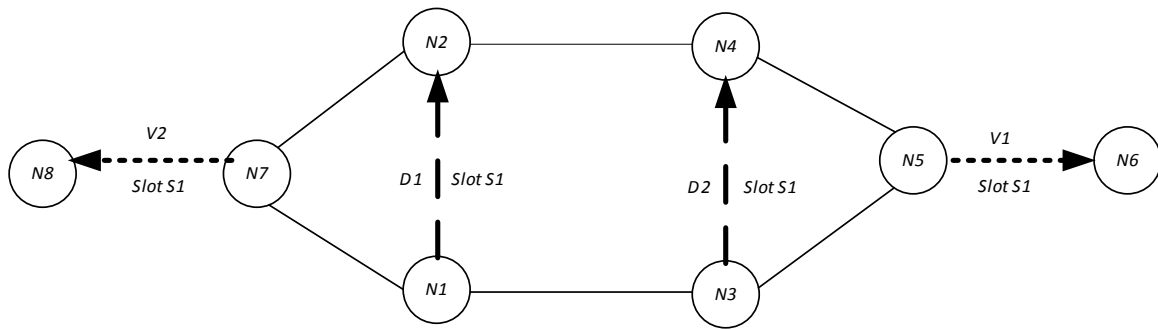 N2
N4
V2
V1
N8
N7
D1
Slot S1
D2
Slot S1
N5
N6
Slot S1
Slot S1
N1
N3